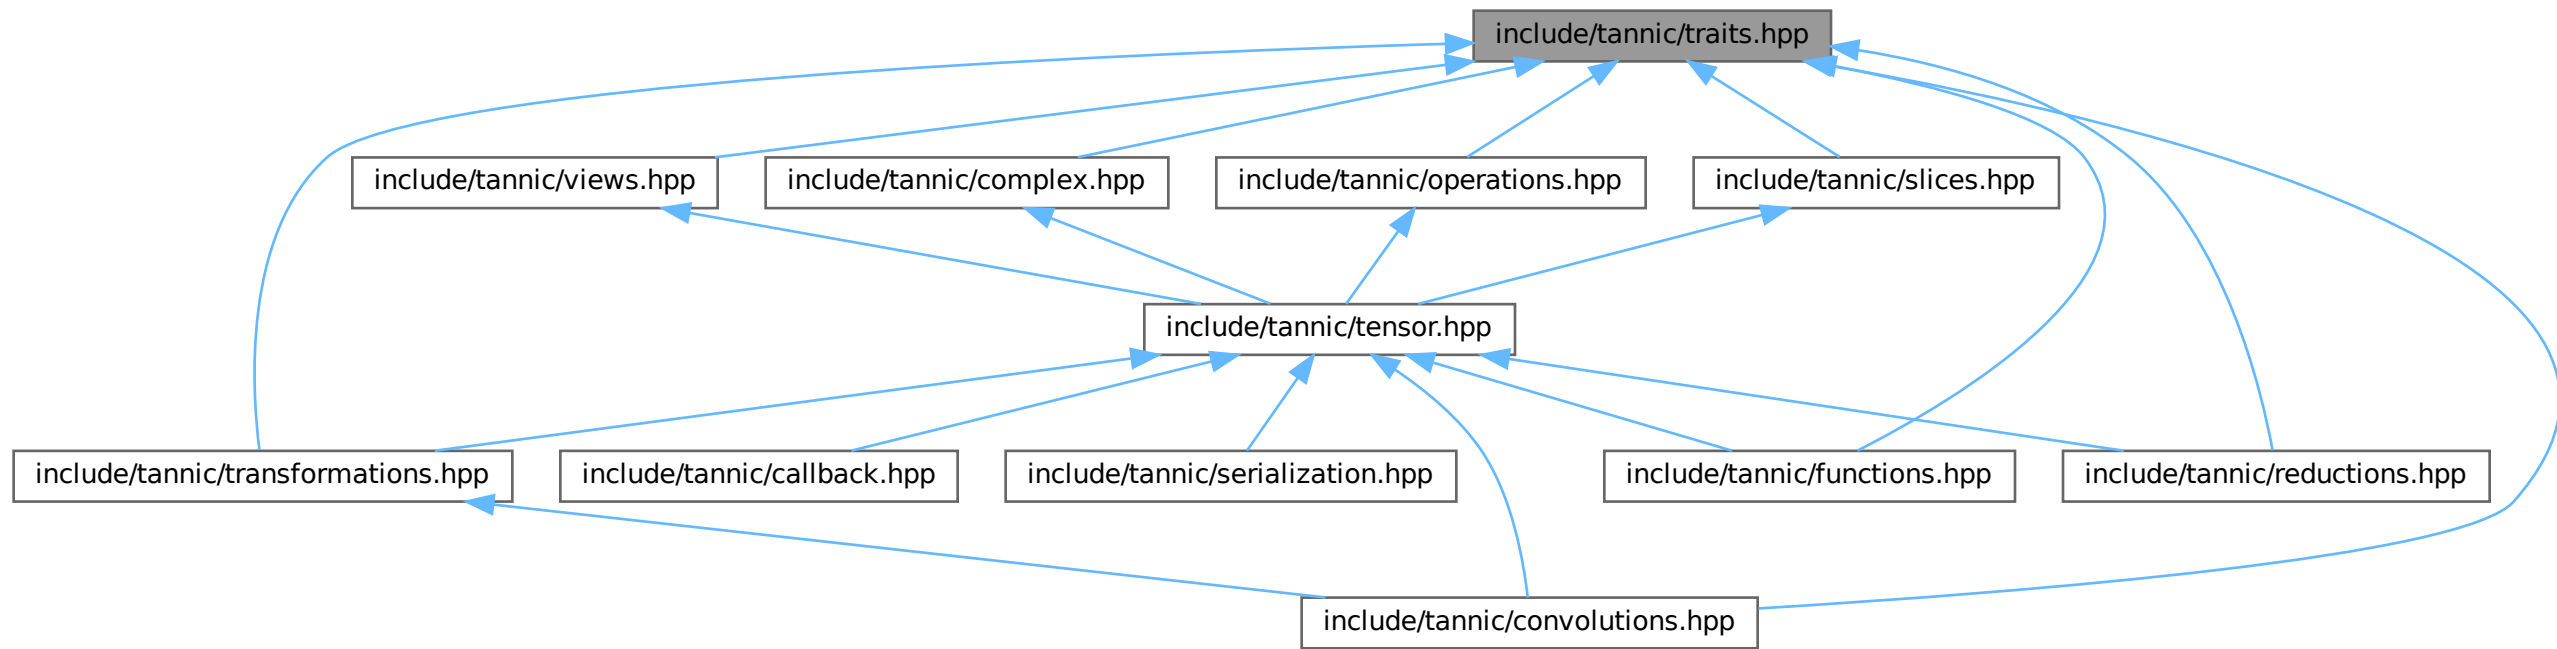 include/tannic/traits.hpp
include/tannic/views.hpp
include/tannic/complex.hpp
include/tannic/operations.hpp
include/tannic/slices.hpp
include/tannic/tensor.hpp
include/tannic/transformations.hpp
include/tannic/callback.hpp
include/tannic/serialization.hpp
include/tannic/functions.hpp
include/tannic/reductions.hpp
include/tannic/convolutions.hpp